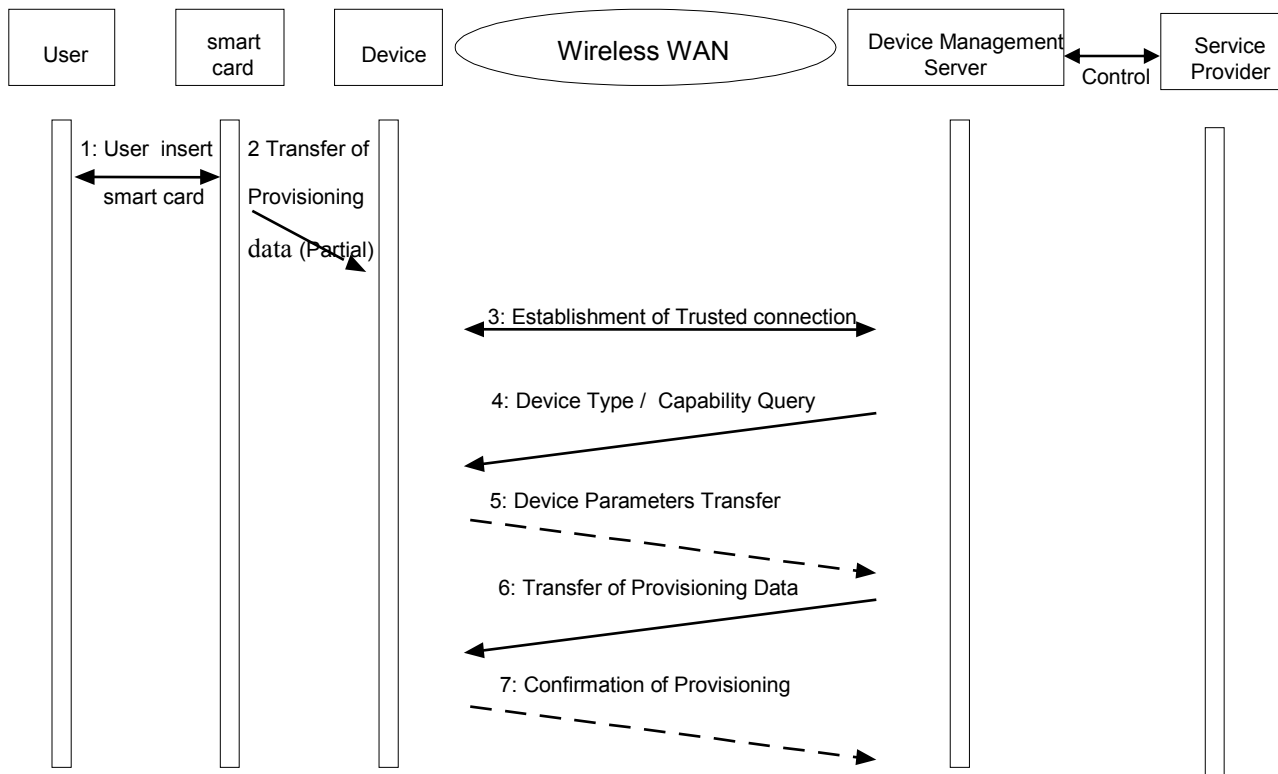 User
smart
card
Device
Wireless WAN
Device Management
Server
Control
Service
Provider
1: User insert
smart card
2 Transfer of
Provisioning
data (Partial)
3: Establishment of Trusted connection
4: Device Type / Capability Query
5: Device Parameters Transfer
6: Transfer of Provisioning Data
7: Confirmation of Provisioning